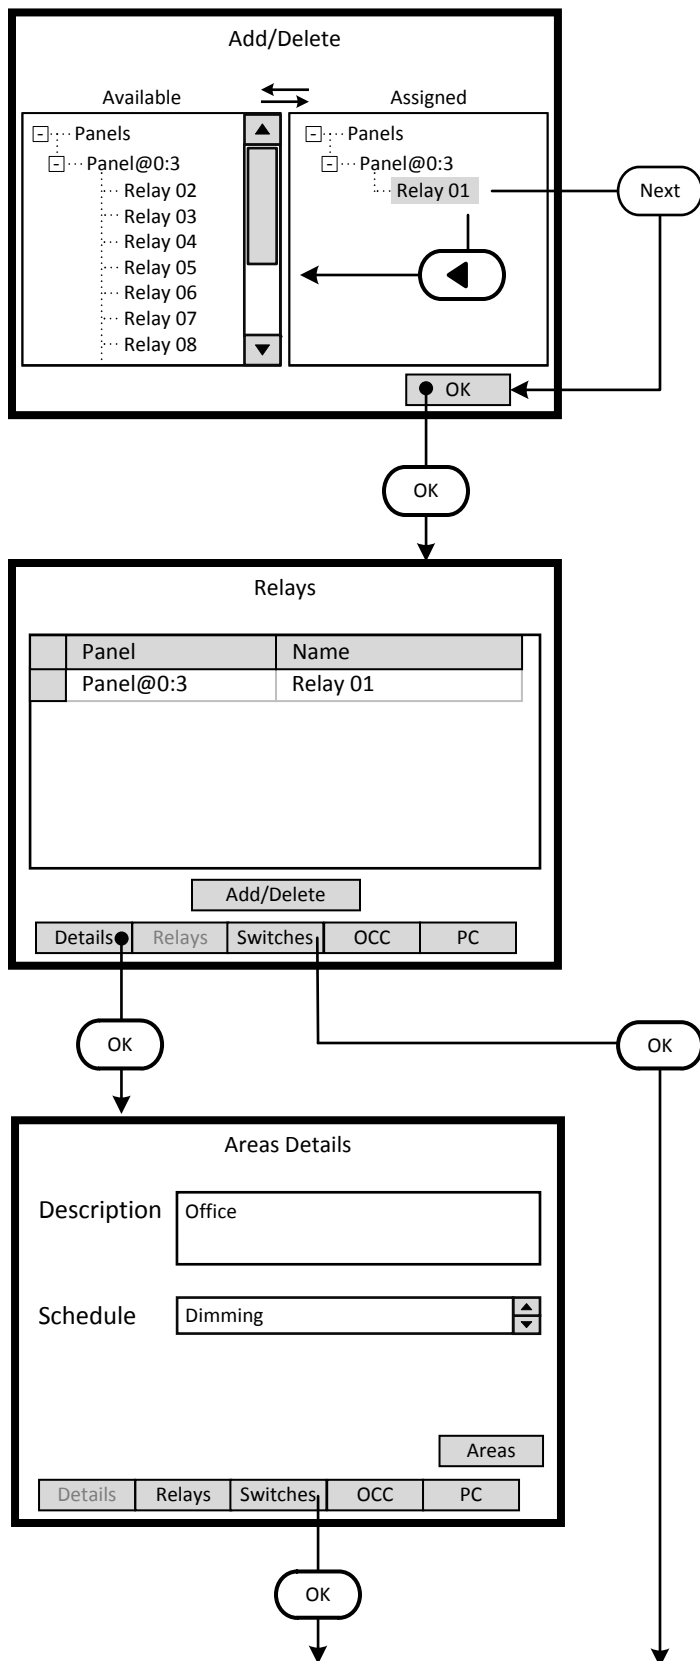 Add/Delete
Available
Assigned
Panels
Panel@0:3
Relay 02
Relay 03
Relay 04
Relay 05
Relay 06
Relay 07
Relay 08
Panels
Panel@0:3
Relay 01
Next
OK
OK
Relays
Panel Name
Panel@0:3 Relay 01
Add/Delete
Details Relays Switches OCC PC
OK
OK
Areas Details
Description Office
Schedule Dimming
Areas
Details Relays Switches OCC PC
OK